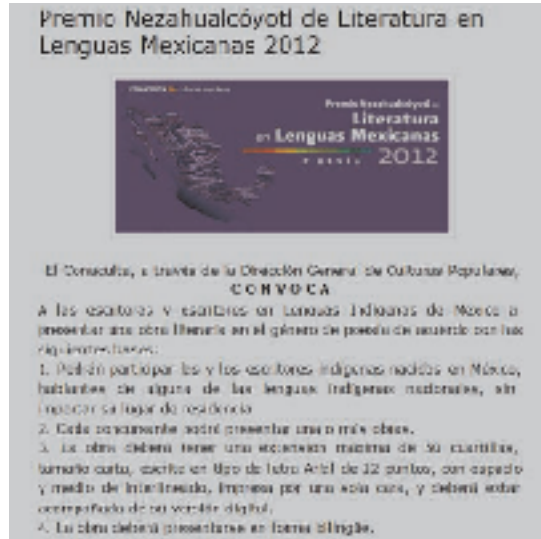 Premio Nezahualcóyotl de Literatura en
Lenguas Mexicanas 2012
Premio Nezahualcóyotl de
Literatura
en Lenguas Mexicanas
POESÍA 2012
El Conaculta, a través de la Dirección General de Culturas Populares,
CONVOCA
A las escritoras y escritores en Lenguas Indígenas de México a
presentar una obra literaria en el género de poesía de acuerdo con las
siguientes bases:
1. Podrán participar las y los escritores indígenas nacidos en México,
hablantes de alguna de las lenguas indígenas nacionales, sin
importar su lugar de residencia
2. Cada concursante podrá presentar una o más obras.
3. La obra deberá tener una extensión máxima de cuartillas,
tamaño carta, escrita en tipo de letra Arial de 12 puntos, con espacio
y medio de interlineado, impresa por una sola cara, y deberá estar
acompañada de su versión digital.
4. La obra deberá presentarse en forma bilingüe.